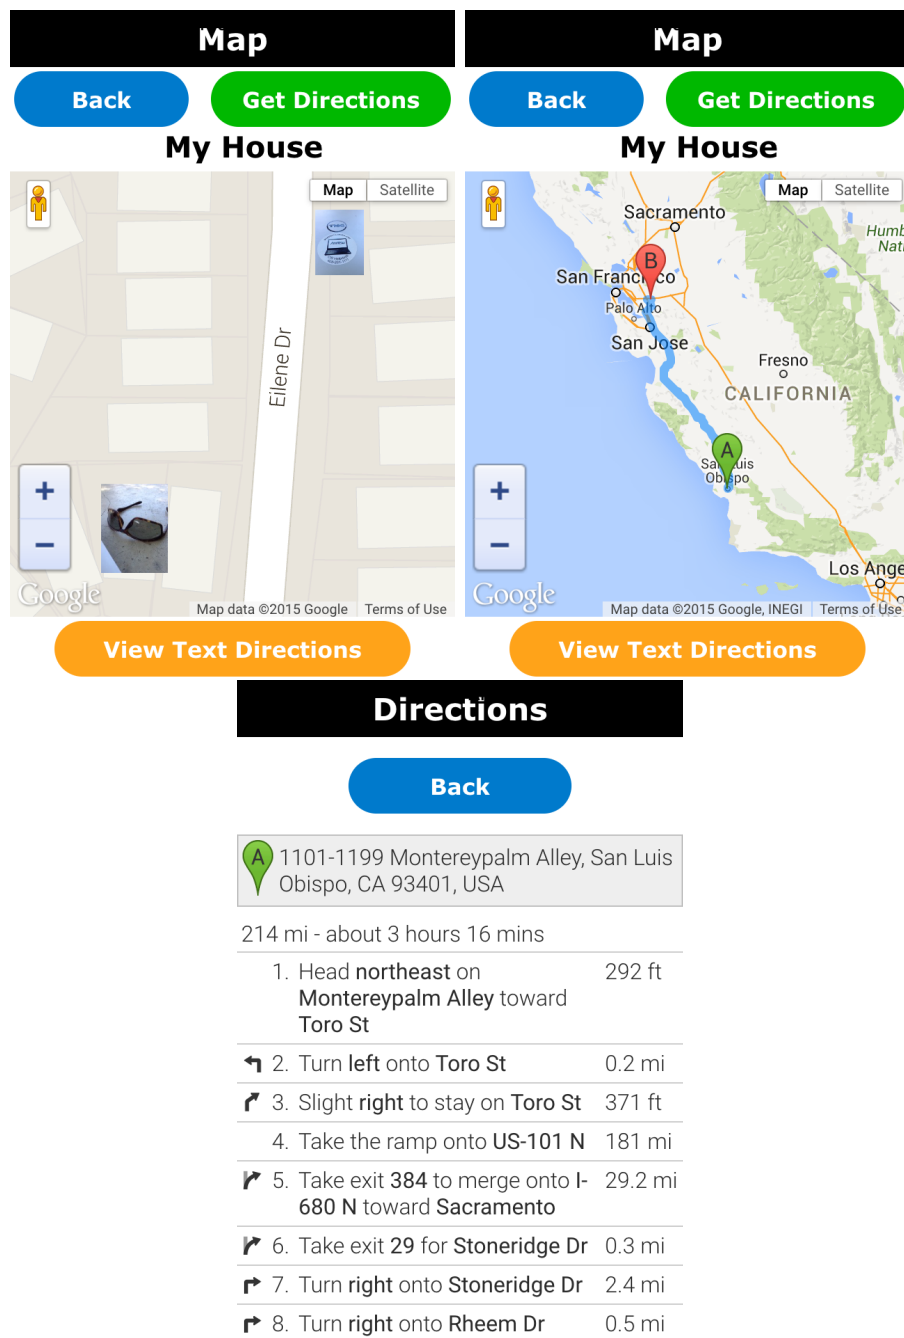 Map
Back
Get Directions
My House
Map
Satellite
Eilene Dr
+
−
Google
Map data ©2015 Google
Terms of Use
View Text Directions
Map
Back
Get Directions
My House
Map
Satellite
Sacramento
Humb
Nati
B
San Francisco
Palo Alto
San Jose
Fresno
CALIFORNIA
A
San Luis
Obispo
+
−
Los Ange
Google
Map data ©2015 Google, INEGI
Terms of Use
View Text Directions
Directions
Back
A
1101-1199 Montereypalm Alley, San Luis
Obispo, CA 93401, USA
214 mi - about 3 hours 16 mins
1. Head northeast on 292 ft
Montereypalm Alley toward
Toro St
2. Turn left onto Toro St 0.2 mi
3. Slight right to stay on Toro St 371 ft
4. Take the ramp onto US-101 N 181 mi
5. Take exit 384 to merge onto I- 29.2 mi
680 N toward Sacramento
6. Take exit 29 for Stoneridge Dr 0.3 mi
7. Turn right onto Stoneridge Dr 2.4 mi
8. Turn right onto Rheem Dr 0.5 mi